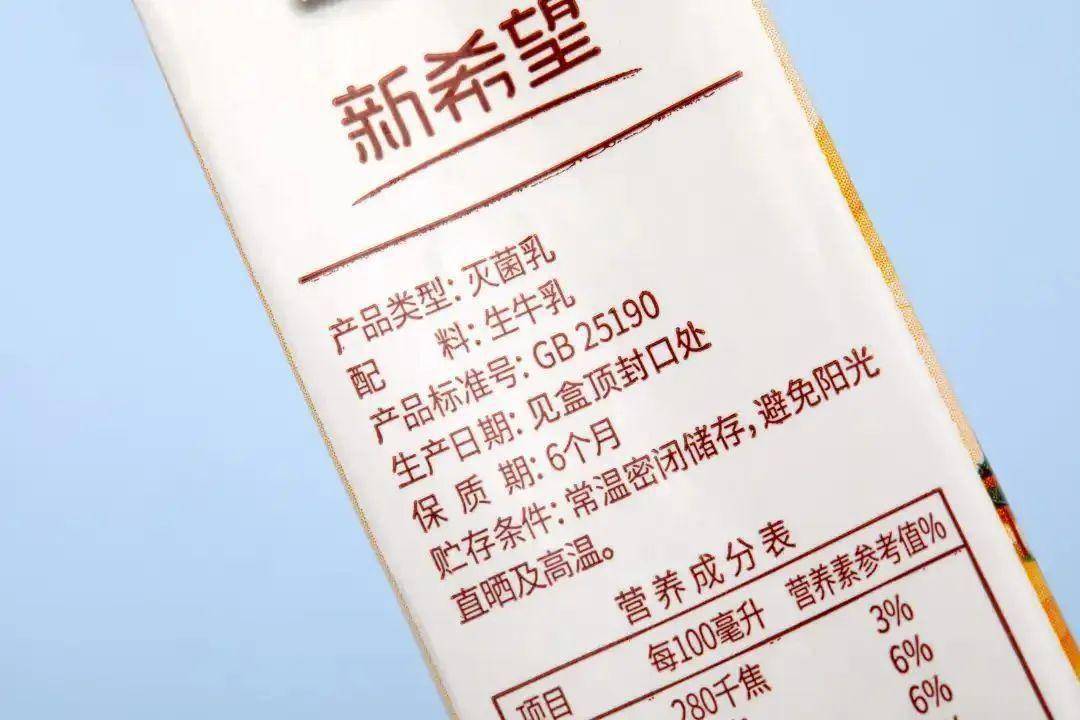 新希望
产品类型：灭菌乳
配 料：生牛乳
产品标准号：GB 25190
生产日期：见盒顶封口处
保 质 期：6个月
贮存条件：常温密闭储存，避免阳光
直晒及高温。
营养成分表
项目 每100毫升 营养素参考值%
280千焦 3%
6%
6%